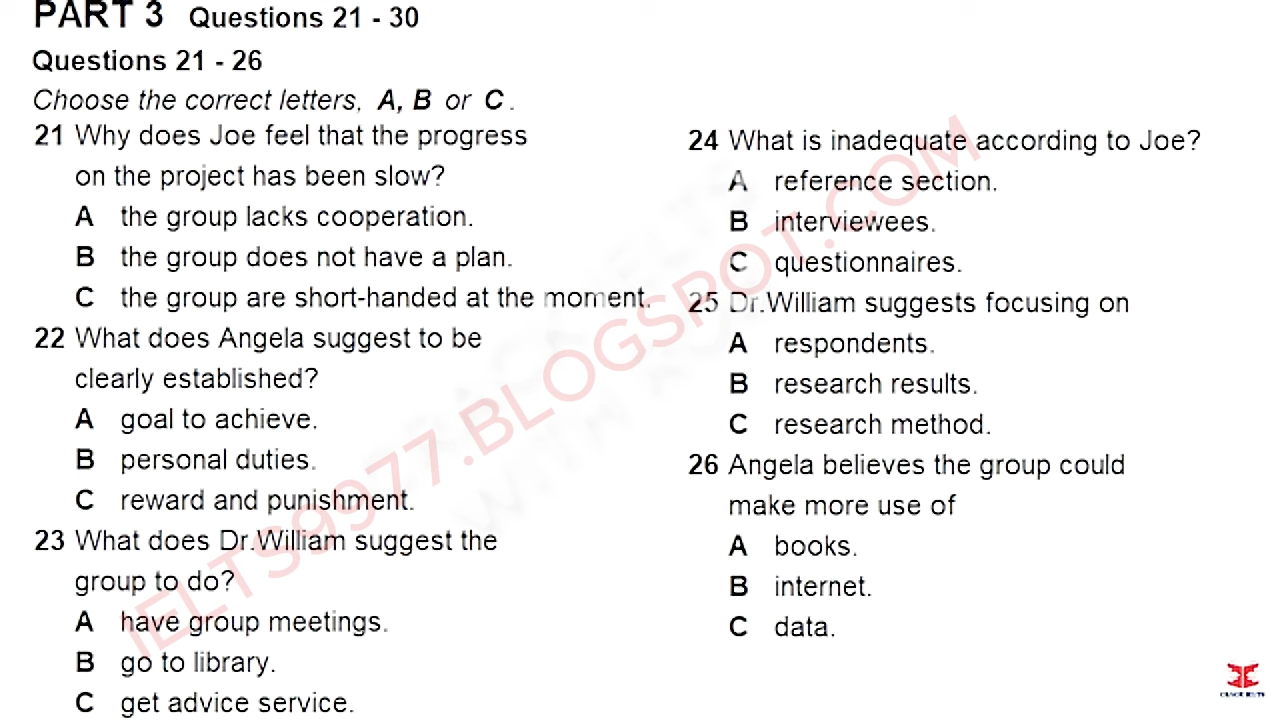 PART 3 Questions 21 - 30
Questions 21 - 26
Choose the correct letters, A, B or C.
21 Why does Joe feel that the progress
on the project has been slow?
A the group lacks cooperation.
B the group does not have a plan.
C the group are short-handed at the moment.
22 What does Angela suggest to be
clearly established?
A goal to achieve.
B personal duties.
C reward and punishment.
23 What does Dr.William suggest the
group to do?
A have group meetings.
B go to library.
C get advice service.
24 What is inadequate according to Joe?
A reference section.
B interviewees.
C questionnaires.
25 Dr.William suggests focusing on
A respondents.
B research results.
C research method.
26 Angela believes the group could
make more use of
A books.
B internet.
C data.
IELTS9977.BLOGSPOT.COM